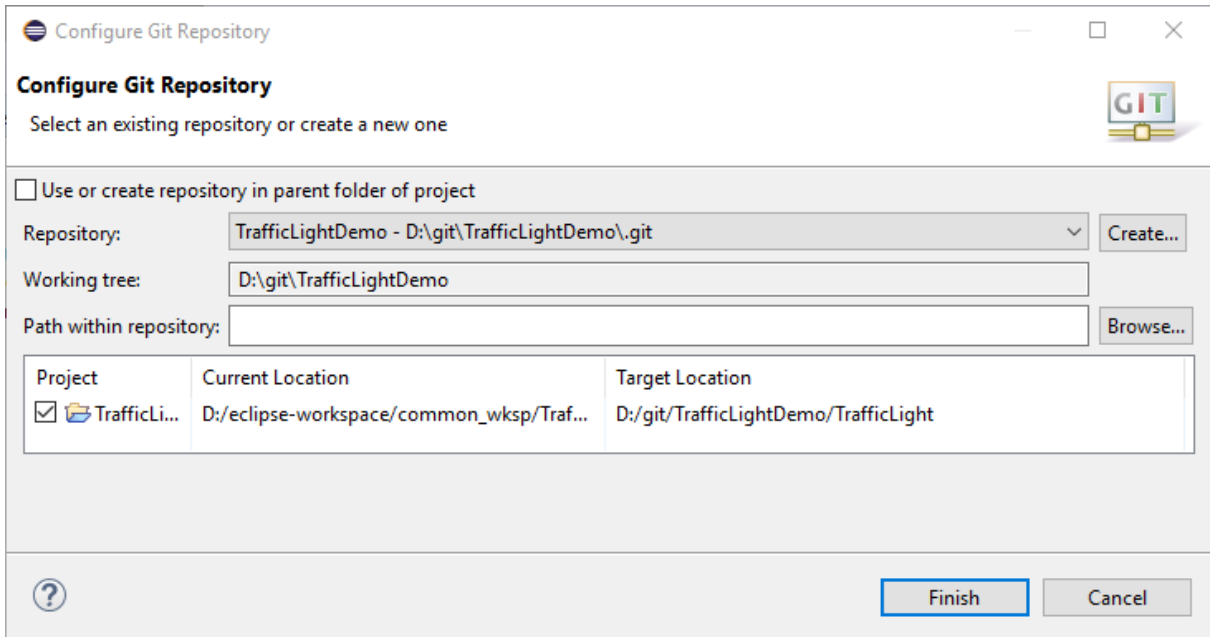 Configure Git Repository
Configure Git Repository
Select an existing repository or create a new one
GIT
Use or create repository in parent folder of project
Repository: TrafficLightDemo - D:\git\TrafficLightDemo\.git Create...
Working tree: D:\git\TrafficLightDemo
Path within repository: Browse...
Project Current Location Target Location
TrafficLi... D:/eclipse-workspace/common_wksp/Traf... D:/git/TrafficLightDemo/TrafficLight
? Finish Cancel